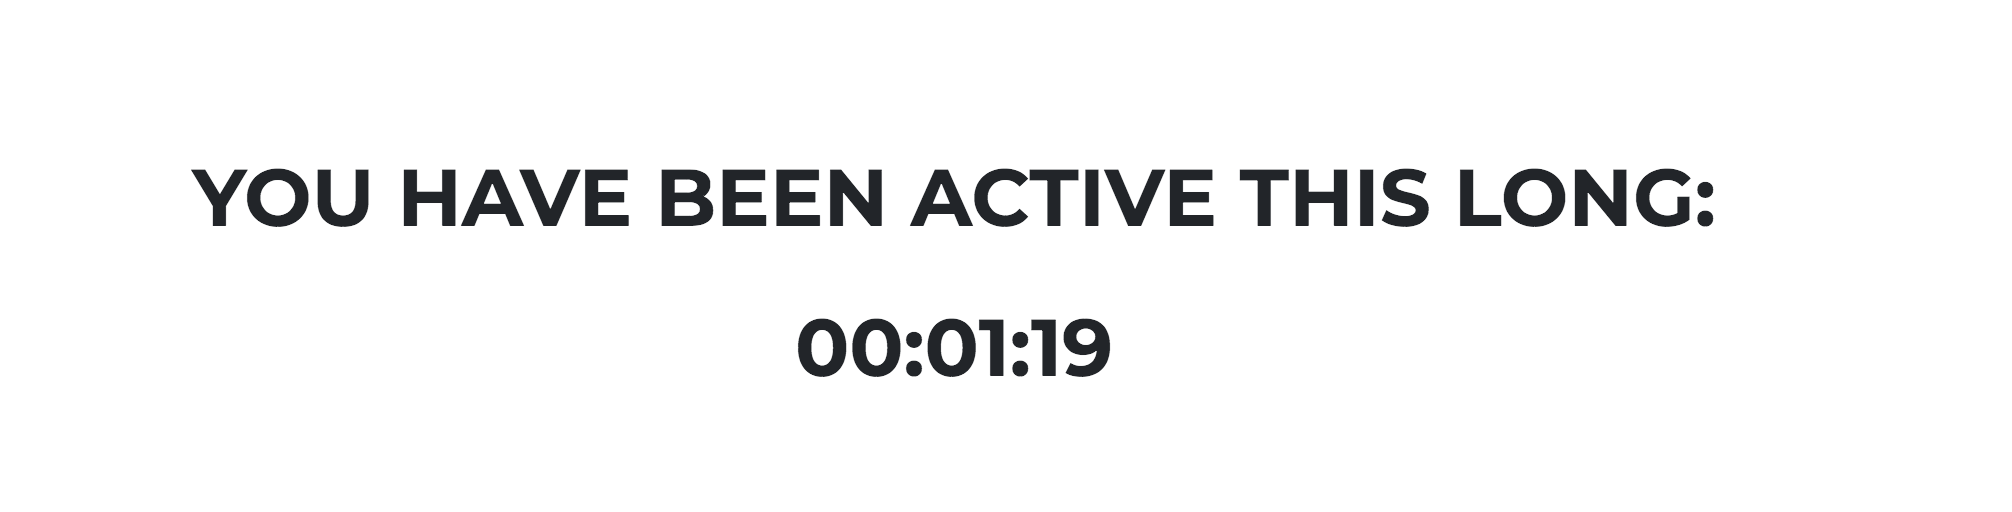 YOU HAVE BEEN ACTIVE THIS LONG:
00:01:19